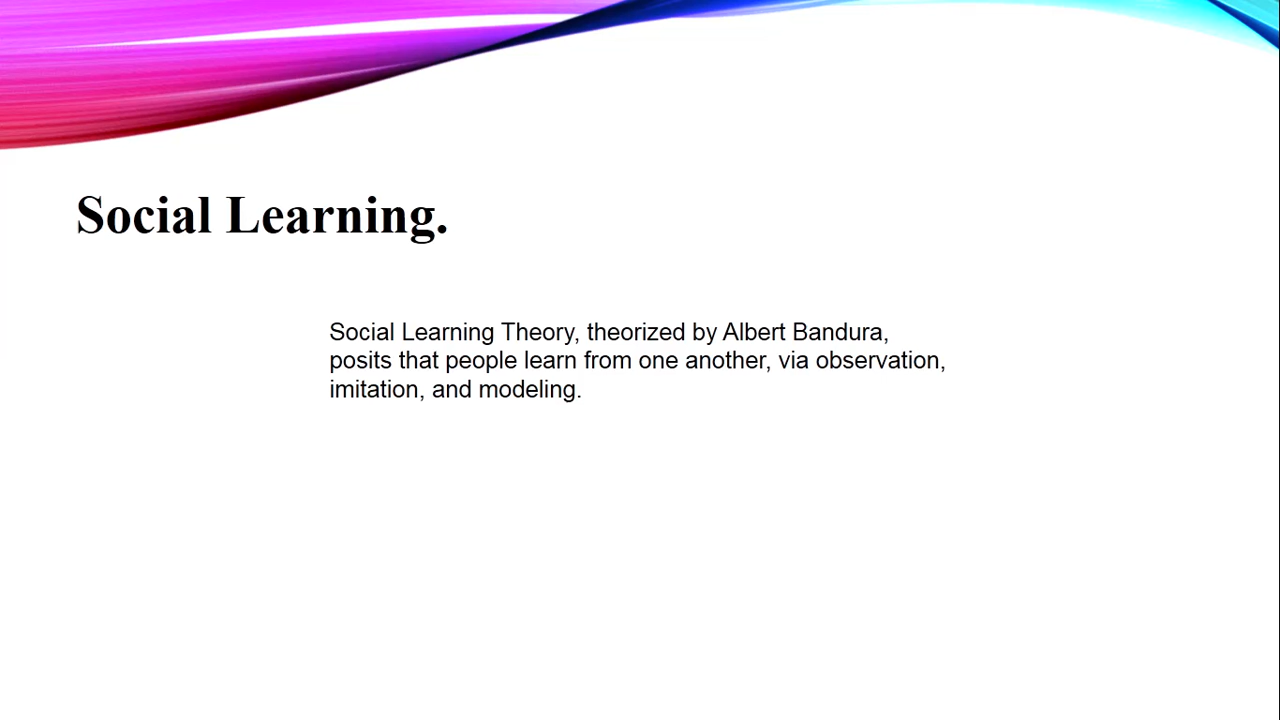 Social Learning.
Social Learning Theory, theorized by Albert Bandura,
posits that people learn from one another, via observation,
imitation, and modeling.